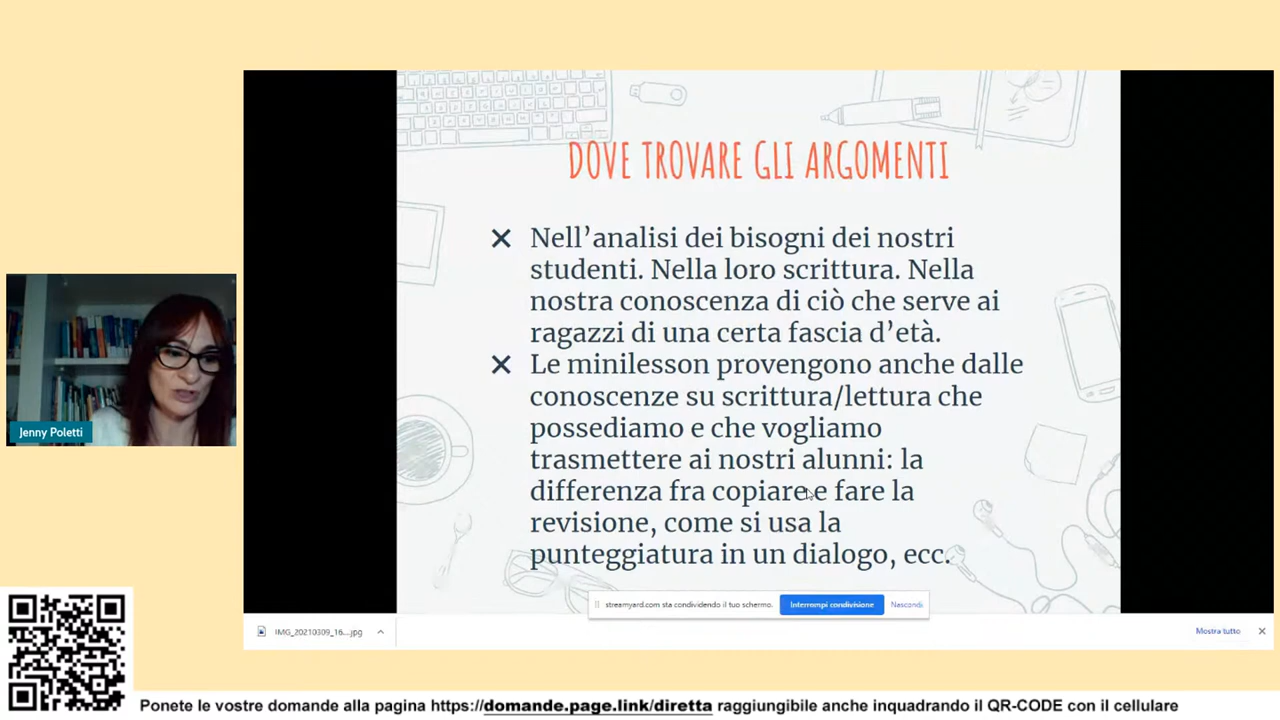 DOVE TROVARE GLI ARGOMENTI
Nell'analisi dei bisogni dei nostri
studenti. Nella loro scrittura. Nella
nostra conoscenza di ciò che serve ai
ragazzi di una certa fascia d'età.
Le minilesson provengono anche dalle
conoscenze su scrittura/lettura che
possediamo e che vogliamo
trasmettere ai nostri alunni: la
differenza fra copiare e fare la
revisione, come si usa la
punteggiatura in un dialogo, ecc.
Jenny Poletti
streamyard.com sta condividendo il tuo schermo.
Interrompi condivisione
Nascondi
IMG_20210309_16....jpg
Mostra tutto
Ponete le vostre domande alla pagina https://domande.page.link/diretta raggiungibile anche inquadrando il QR-CODE con il cellulare